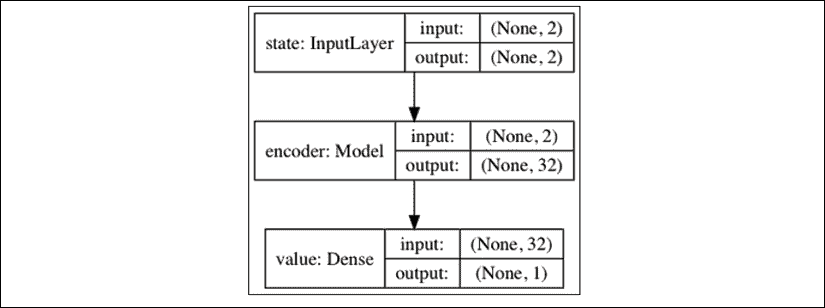 state: InputLayer
input: (None, 2)
output: (None, 2)
encoder: Model
input: (None, 2)
output: (None, 32)
value: Dense
input: (None, 32)
output: (None, 1)